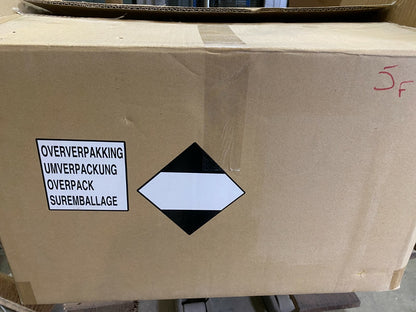 5F
OVERVERPAKKING
UMVERPACKUNG
OVERPACK
SUREMBALLAGE